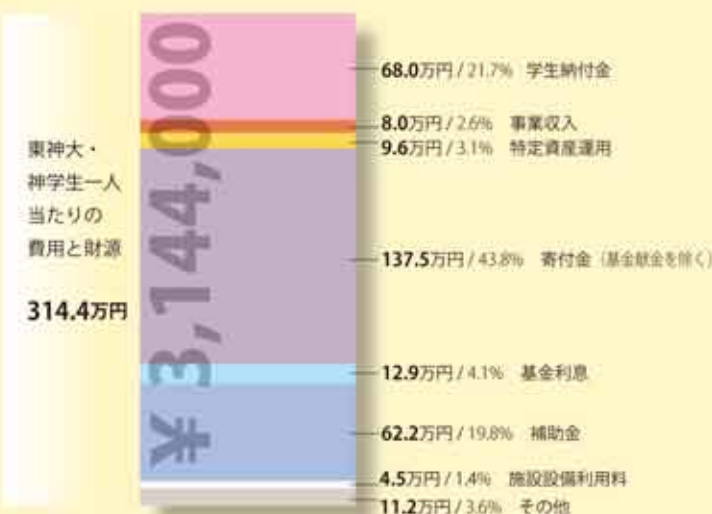 東神大・
神学生一人
当たりの
費用と財源
314.4万円
¥ 3,144,000
68.0万円 / 21.7% 学生納付金
8.0万円 / 2.6% 事業収入
9.6万円 / 3.1% 特定資産運用
137.5万円 / 43.8% 寄付金（基金献金を除く）
12.9万円 / 4.1% 基金利息
62.2万円 / 19.8% 補助金
4.5万円 / 1.4% 施設設備利用料
11.2万円 / 3.6% その他